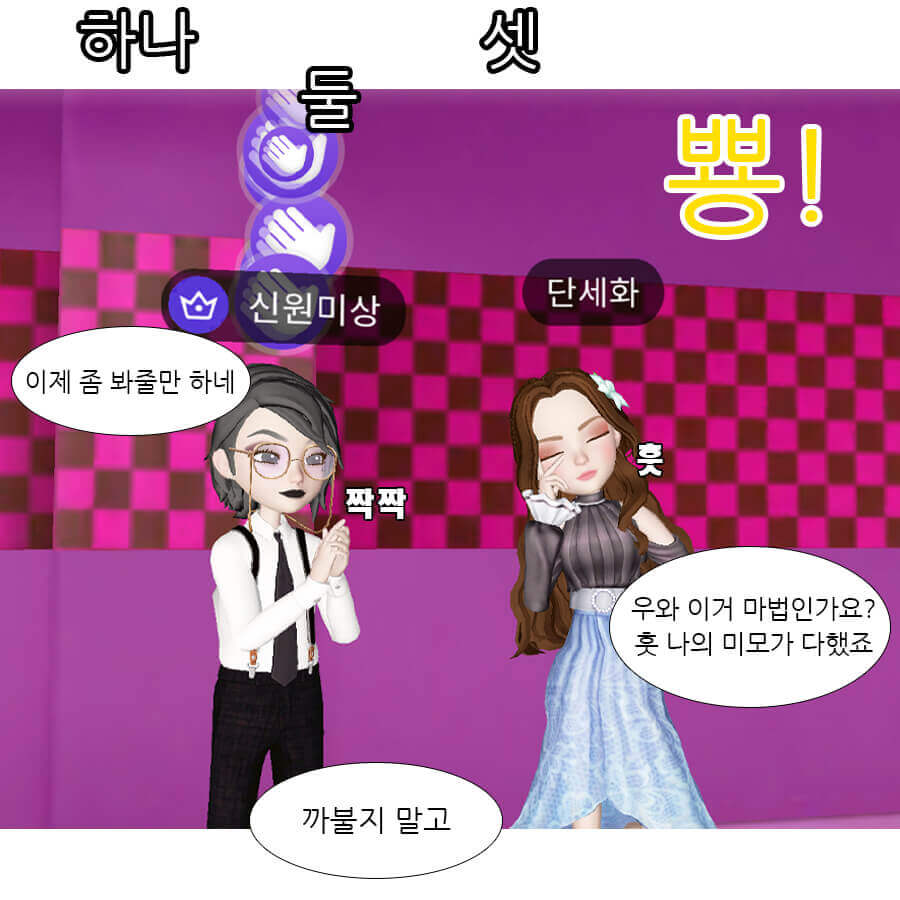 하나
둘
셋
뿅!
신원미상
단세화
이제 좀 봐줄만 하네
짝짝
훗
우와 이거 마법인가요?
훗 나의 미모가 다했죠
까불지 말고